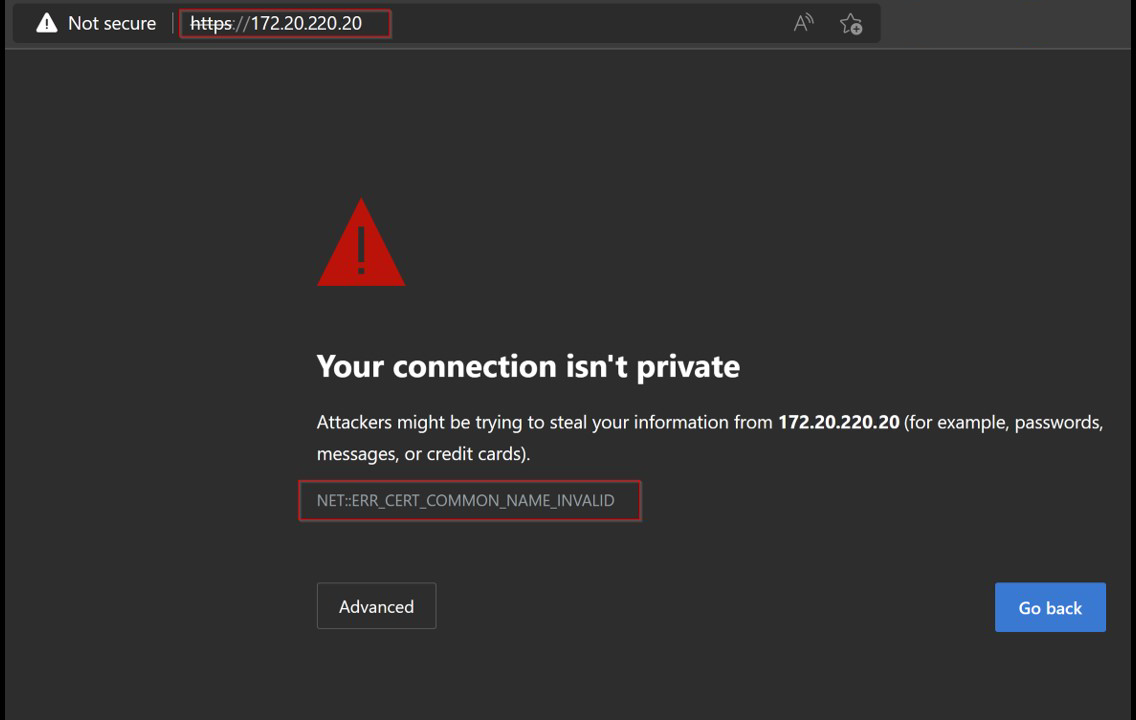 Not secure | https://172.20.220.20
Your connection isn't private
Attackers might be trying to steal your information from 172.20.220.20 (for example, passwords,
messages, or credit cards).
NET::ERR_CERT_COMMON_NAME_INVALID
Advanced
Go back